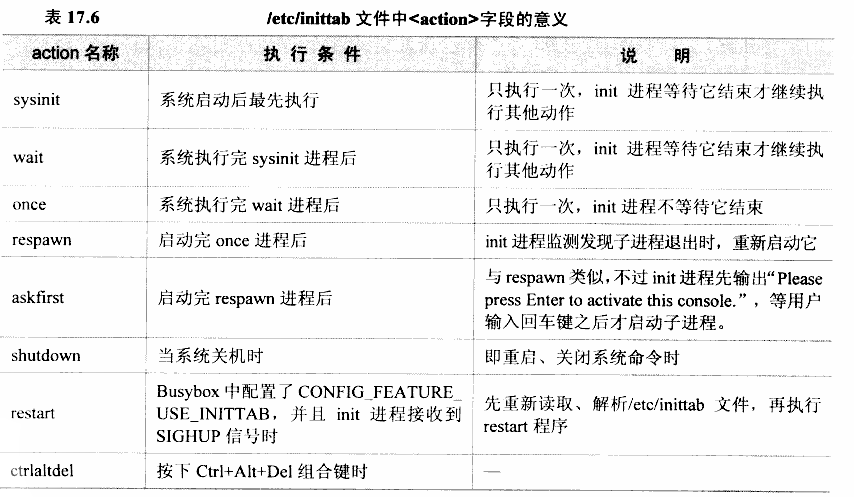 表 17.6 /etc/inittab 文件中<action>字段的意义
action 名称 执行条件 说明
sysinit 系统启动后最先执行 只执行一次，init 进程等待它结束才继续执
行其他动作
wait 系统执行完 sysinit 进程后 只执行一次，init 进程等待它结束才继续执
行其他动作
once 系统执行完 wait 进程后 只执行一次，init 进程不等待它结束
respawn 启动完 once 进程后 init 进程监测发现子进程退出时，重新启动它
askfirst 启动完 respawn 进程后 与 respawn 类似，不过 init 进程先输出“Please
press Enter to activate this console.”，等用户
输入回车键之后才启动子进程。
shutdown 当系统关机时 即重启、关闭系统命令时
restart Busybox 中配置了 CONFIG_FEATURE_
USE_INITTAB，并且 init 进程接收到
SIGHUP 信号时 先重新读取、解析/etc/inittab 文件，再执行
restart 程序
ctrlaltdel 按下 Ctrl+Alt+Del 组合键时 —